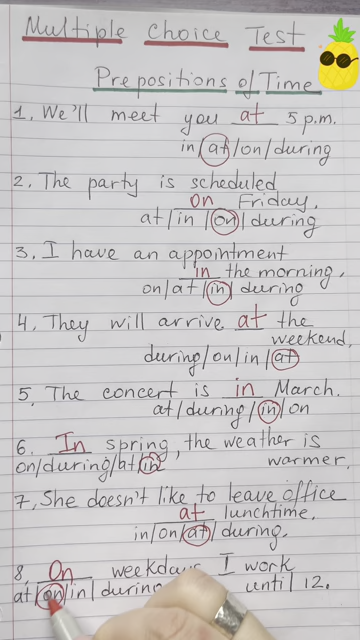 Multiple Choice Test
Prepositions of Time
1. We'll meet you at 5 p.m.
in/at/on/during
2. The party is scheduled
on Friday.
at/in/on/during
3. I have an appointment
in the morning.
on/at/in/during
4. They will arrive at the
weekend.
during/on/in/at
5. The concert is in March.
at/during/in/on
6. In spring, the weather is
on/during/at/in warmer.
7. She doesn't like to leave office
at lunchtime.
in/on/at/during.
8. On weekdays I work
at/on/in/during until 12.